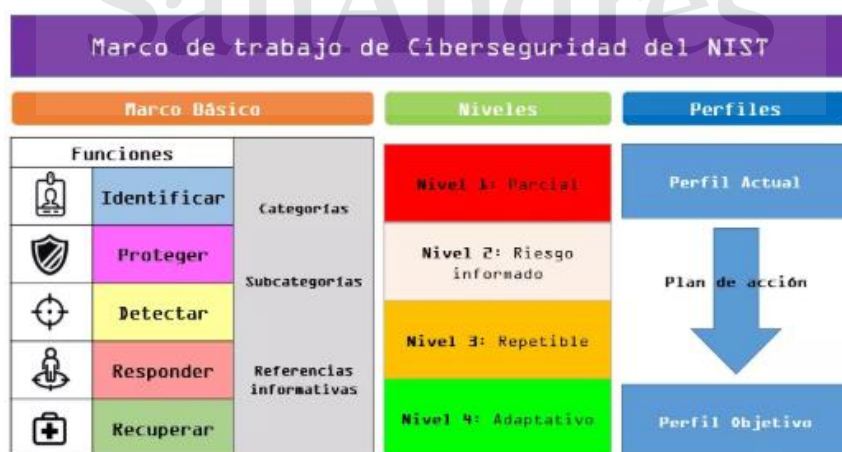 SanAndrés
Marco de trabajo de Ciberseguridad del NIST
Marco Básico
Niveles
Perfiles
Funciones
Identificar
Proteger
Detectar
Responder
Recuperar
Categorías
Subcategorías
Referencias
informativas
Nivel 1: Parcial
Nivel 2: Riesgo
informado
Nivel 3: Repetible
Nivel 4: Adaptativo
Perfil Actual
Plan de acción
Perfil Objetivo